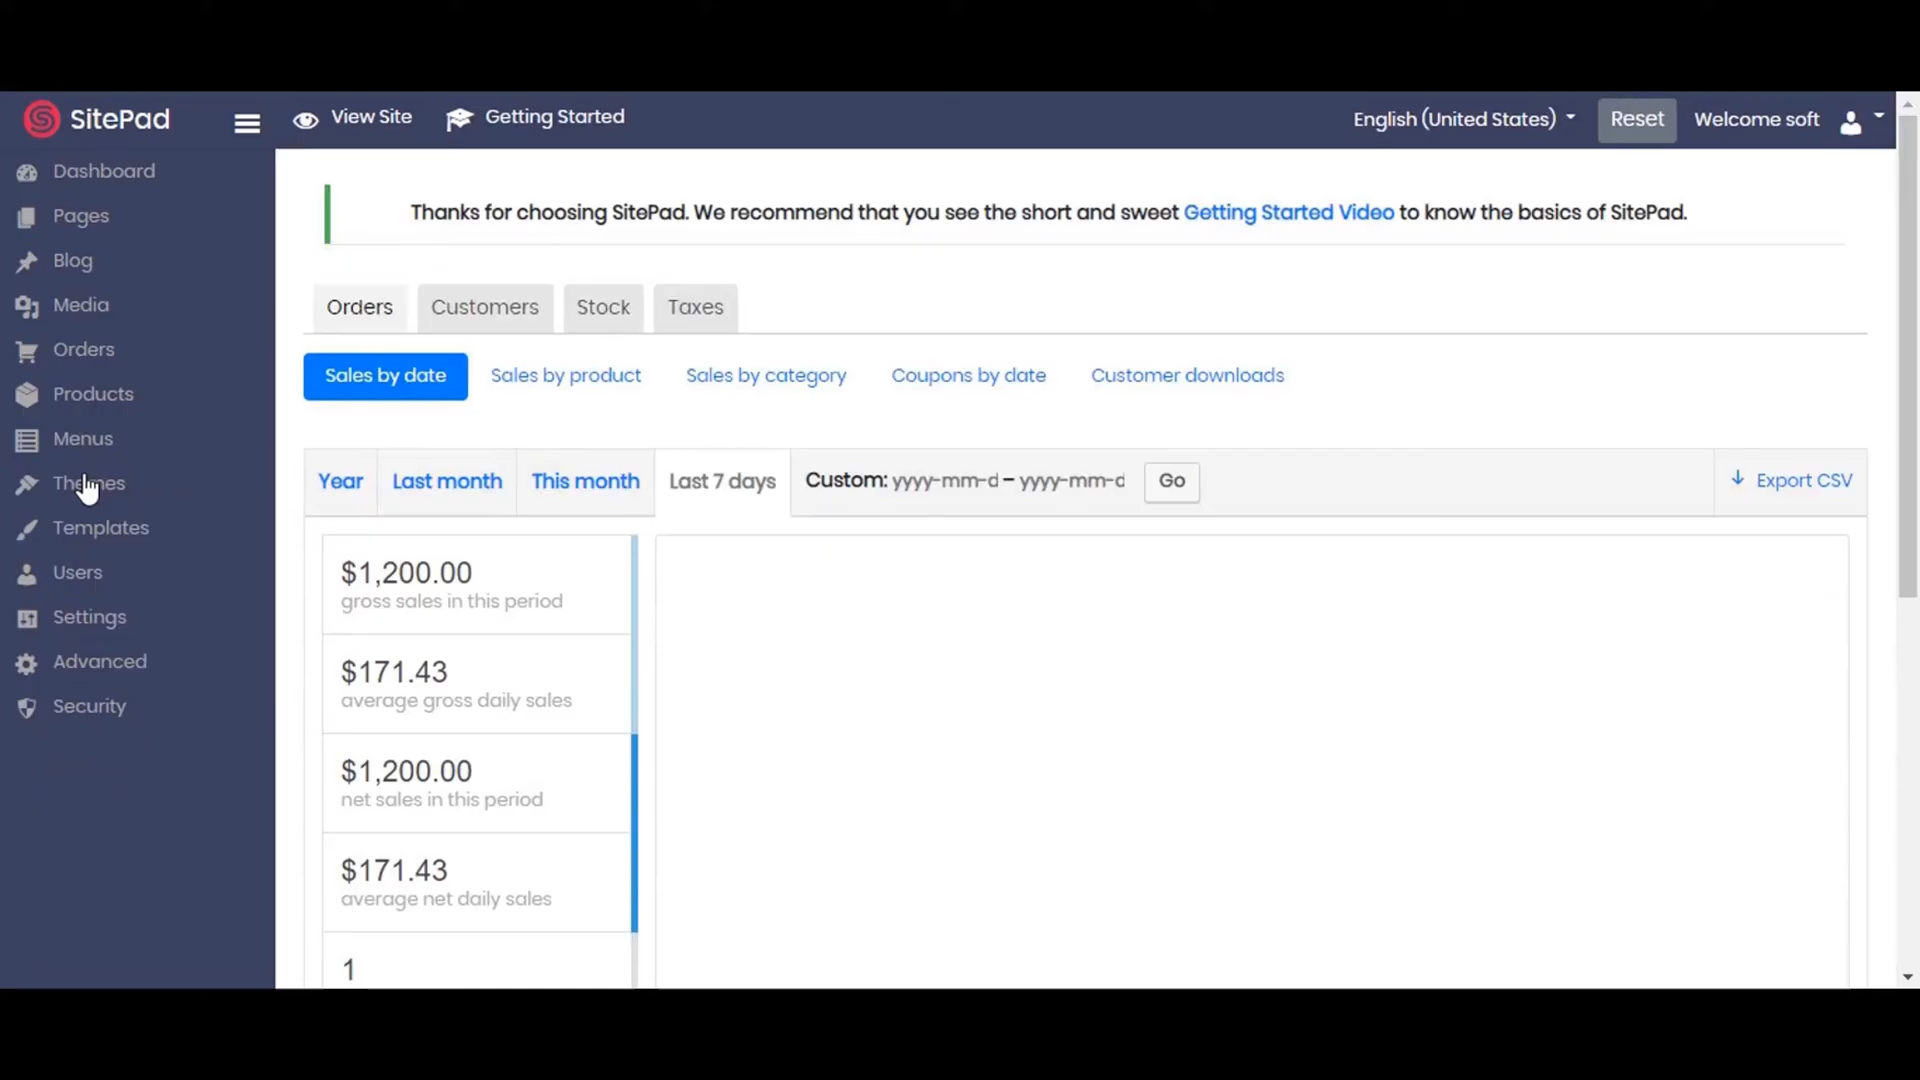 SitePad
View Site
Getting Started
English (United States)
Reset
Welcome soft
Dashboard
Pages
Blog
Media
Orders
Products
Menus
Themes
Templates
Users
Settings
Advanced
Security
Thanks for choosing SitePad. We recommend that you see the short and sweet Getting Started Video to know the basics of SitePad.
Orders Customers Stock Taxes
Sales by date Sales by product Sales by category Coupons by date Customer downloads
Year Last month This month Last 7 days Custom: yyyy-mm-d – yyyy-mm-d Go Export CSV
$1,200.00
gross sales in this period
$171.43
average gross daily sales
$1,200.00
net sales in this period
$171.43
average net daily sales
1